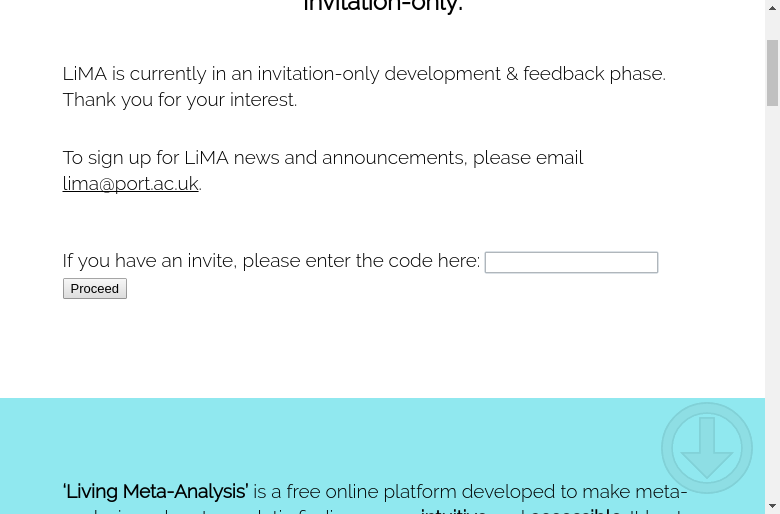 invitation-only.
LiMA is currently in an invitation-only development & feedback phase.
Thank you for your interest.
To sign up for LiMA news and announcements, please email
lima@port.ac.uk.
If you have an invite, please enter the code here:
Proceed
‘Living Meta-Analysis’ is a free online platform developed to make meta-